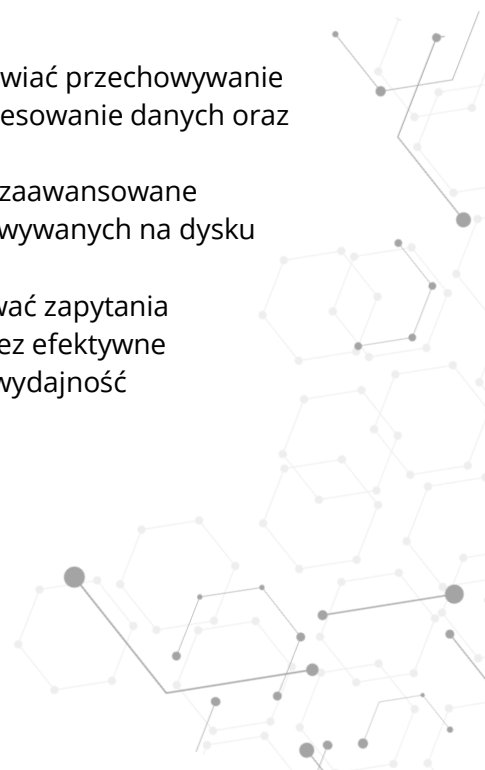 wiać przechowywanie
esowanie danych oraz
zaawansowane
wywanych na dysku
wać zapytania
ez efektywne
wydajność